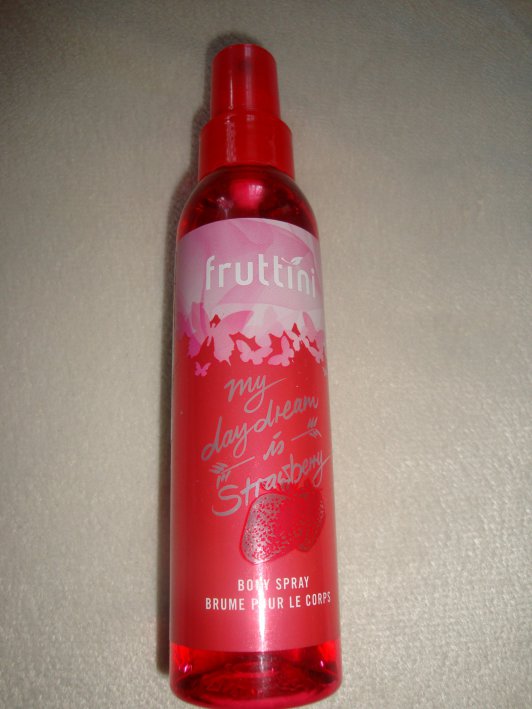 fruttini
my
daydream
is
Strawberry
BODY SPRAY
BRUME POUR LE CORPS